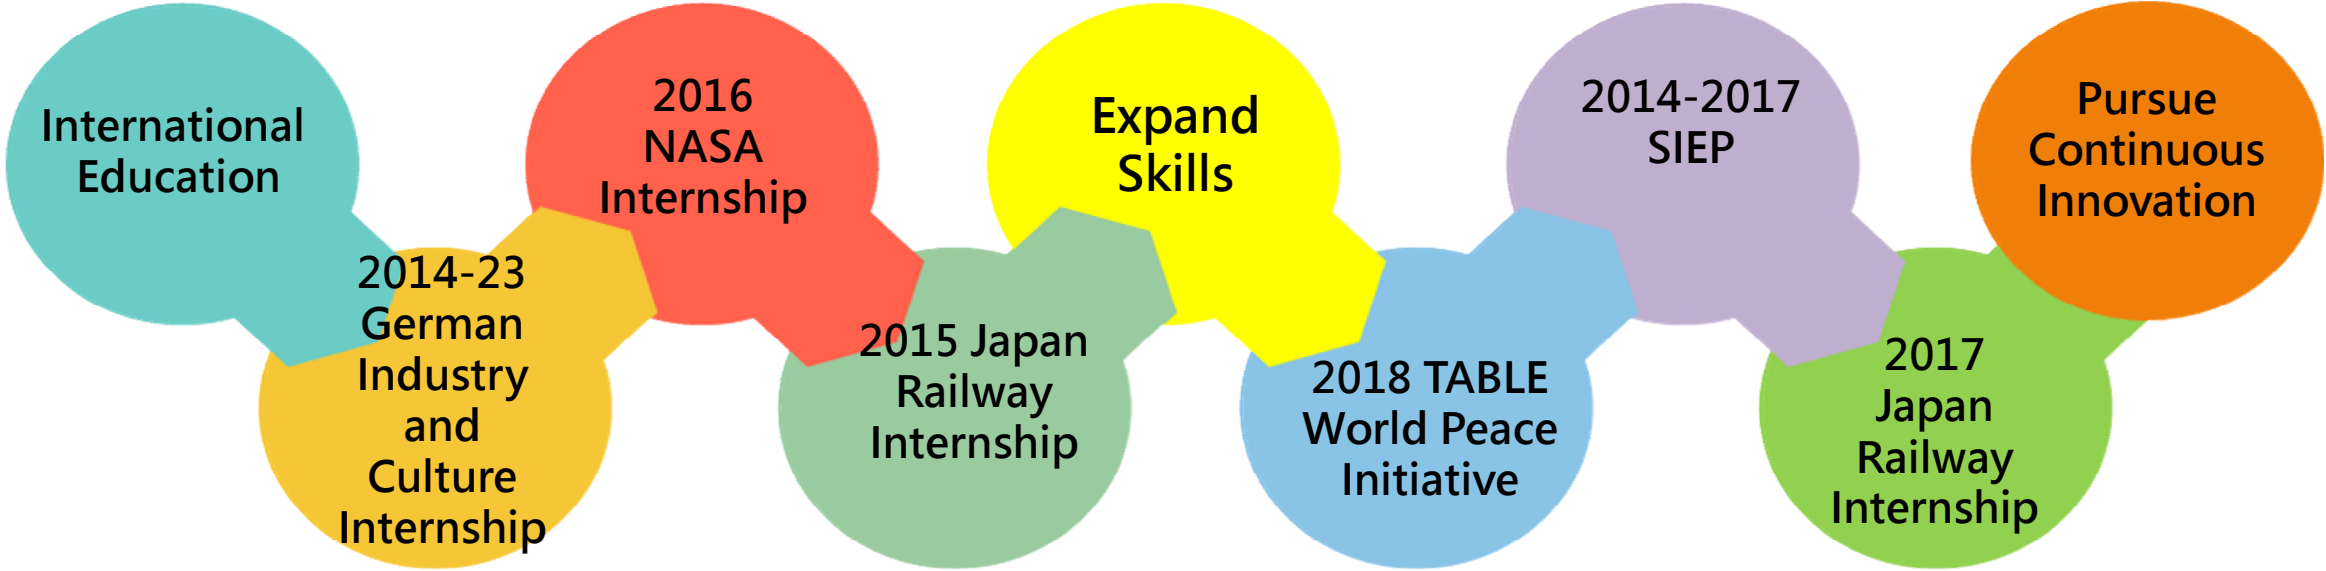 International
Education
2014-23
German
Industry
and
Culture
Internship
2016
NASA
Internship
2015 Japan
Railway
Internship
Expand
Skills
2018 TABLE
World Peace
Initiative
2014-2017
SIEP
2017
Japan
Railway
Internship
Pursue
Continuous
Innovation